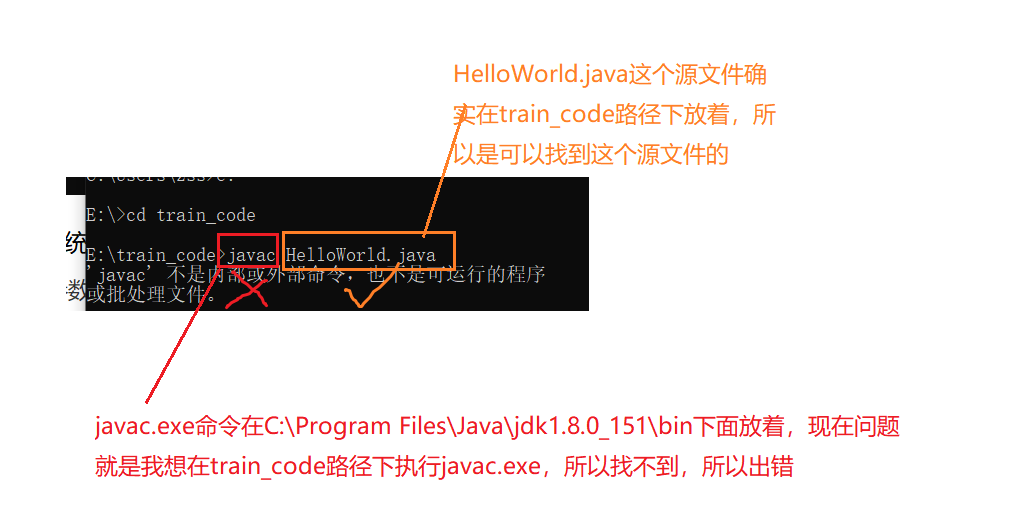 HelloWorld.java这个源文件确
实在train_code路径下放着，所
以是可以找到这个源文件的
E:\>cd train_code
统
E:\train_code>javac HelloWorld.java
'javac' 不是内部或外部命令，也不是可运行的程序
数
或批处理文件。
javac.exe命令在C:\Program Files\Java\jdk1.8.0_151\bin下面放着，现在问题
就是我想在train_code路径下执行javac.exe，所以找不到，所以出错